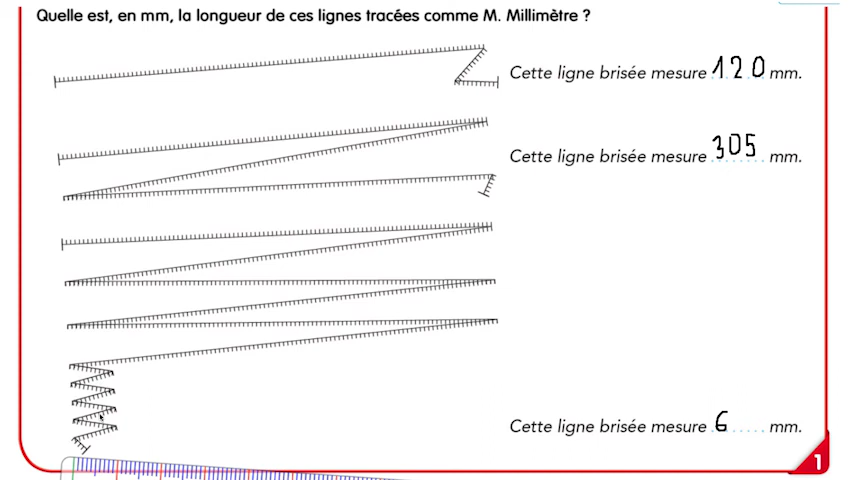 Quelle est, en mm, la longueur de ces lignes tracées comme M. Millimètre ?
Cette ligne brisée mesure 120 mm.
Cette ligne brisée mesure 305 mm.
Cette ligne brisée mesure 6 mm.
1